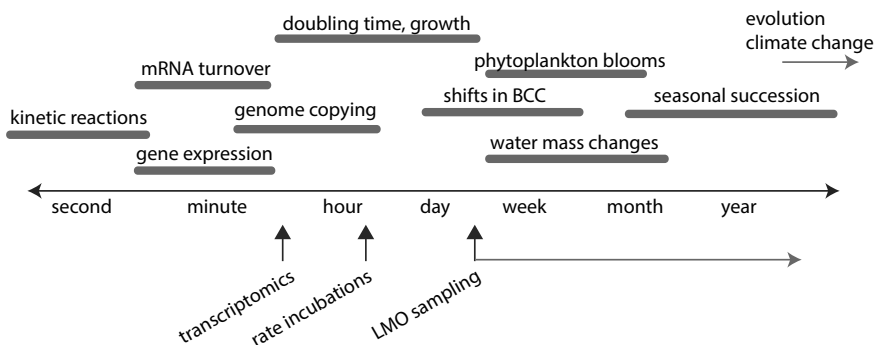 doubling time, growth
evolution
climate change
mRNA turnover
phytoplankton blooms
kinetic reactions
genome copying
shifts in BCC
seasonal succession
gene expression
water mass changes
second minute hour day week month year
transcriptomics
rate incubations
LMO sampling